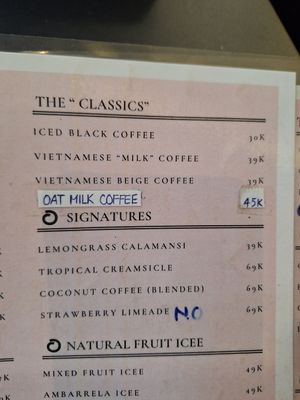 THE " CLASSICS"
ICED BLACK COFFEE 30K
VIETNAMESE "MILK" COFFEE 39K
VIETNAMESE BEIGE COFFEE 39K
OAT MILK COFFEE 45K
SIGNATURES
LEMONGRASS CALAMANSI 39K
TROPICAL CREAMSICLE 69K
COCONUT COFFEE (BLENDED) 69K
STRAWBERRY LIMEADE NO 69K
NATURAL FRUIT ICEE
MIXED FRUIT ICEE 49K
AMBARELA ICEE 49K